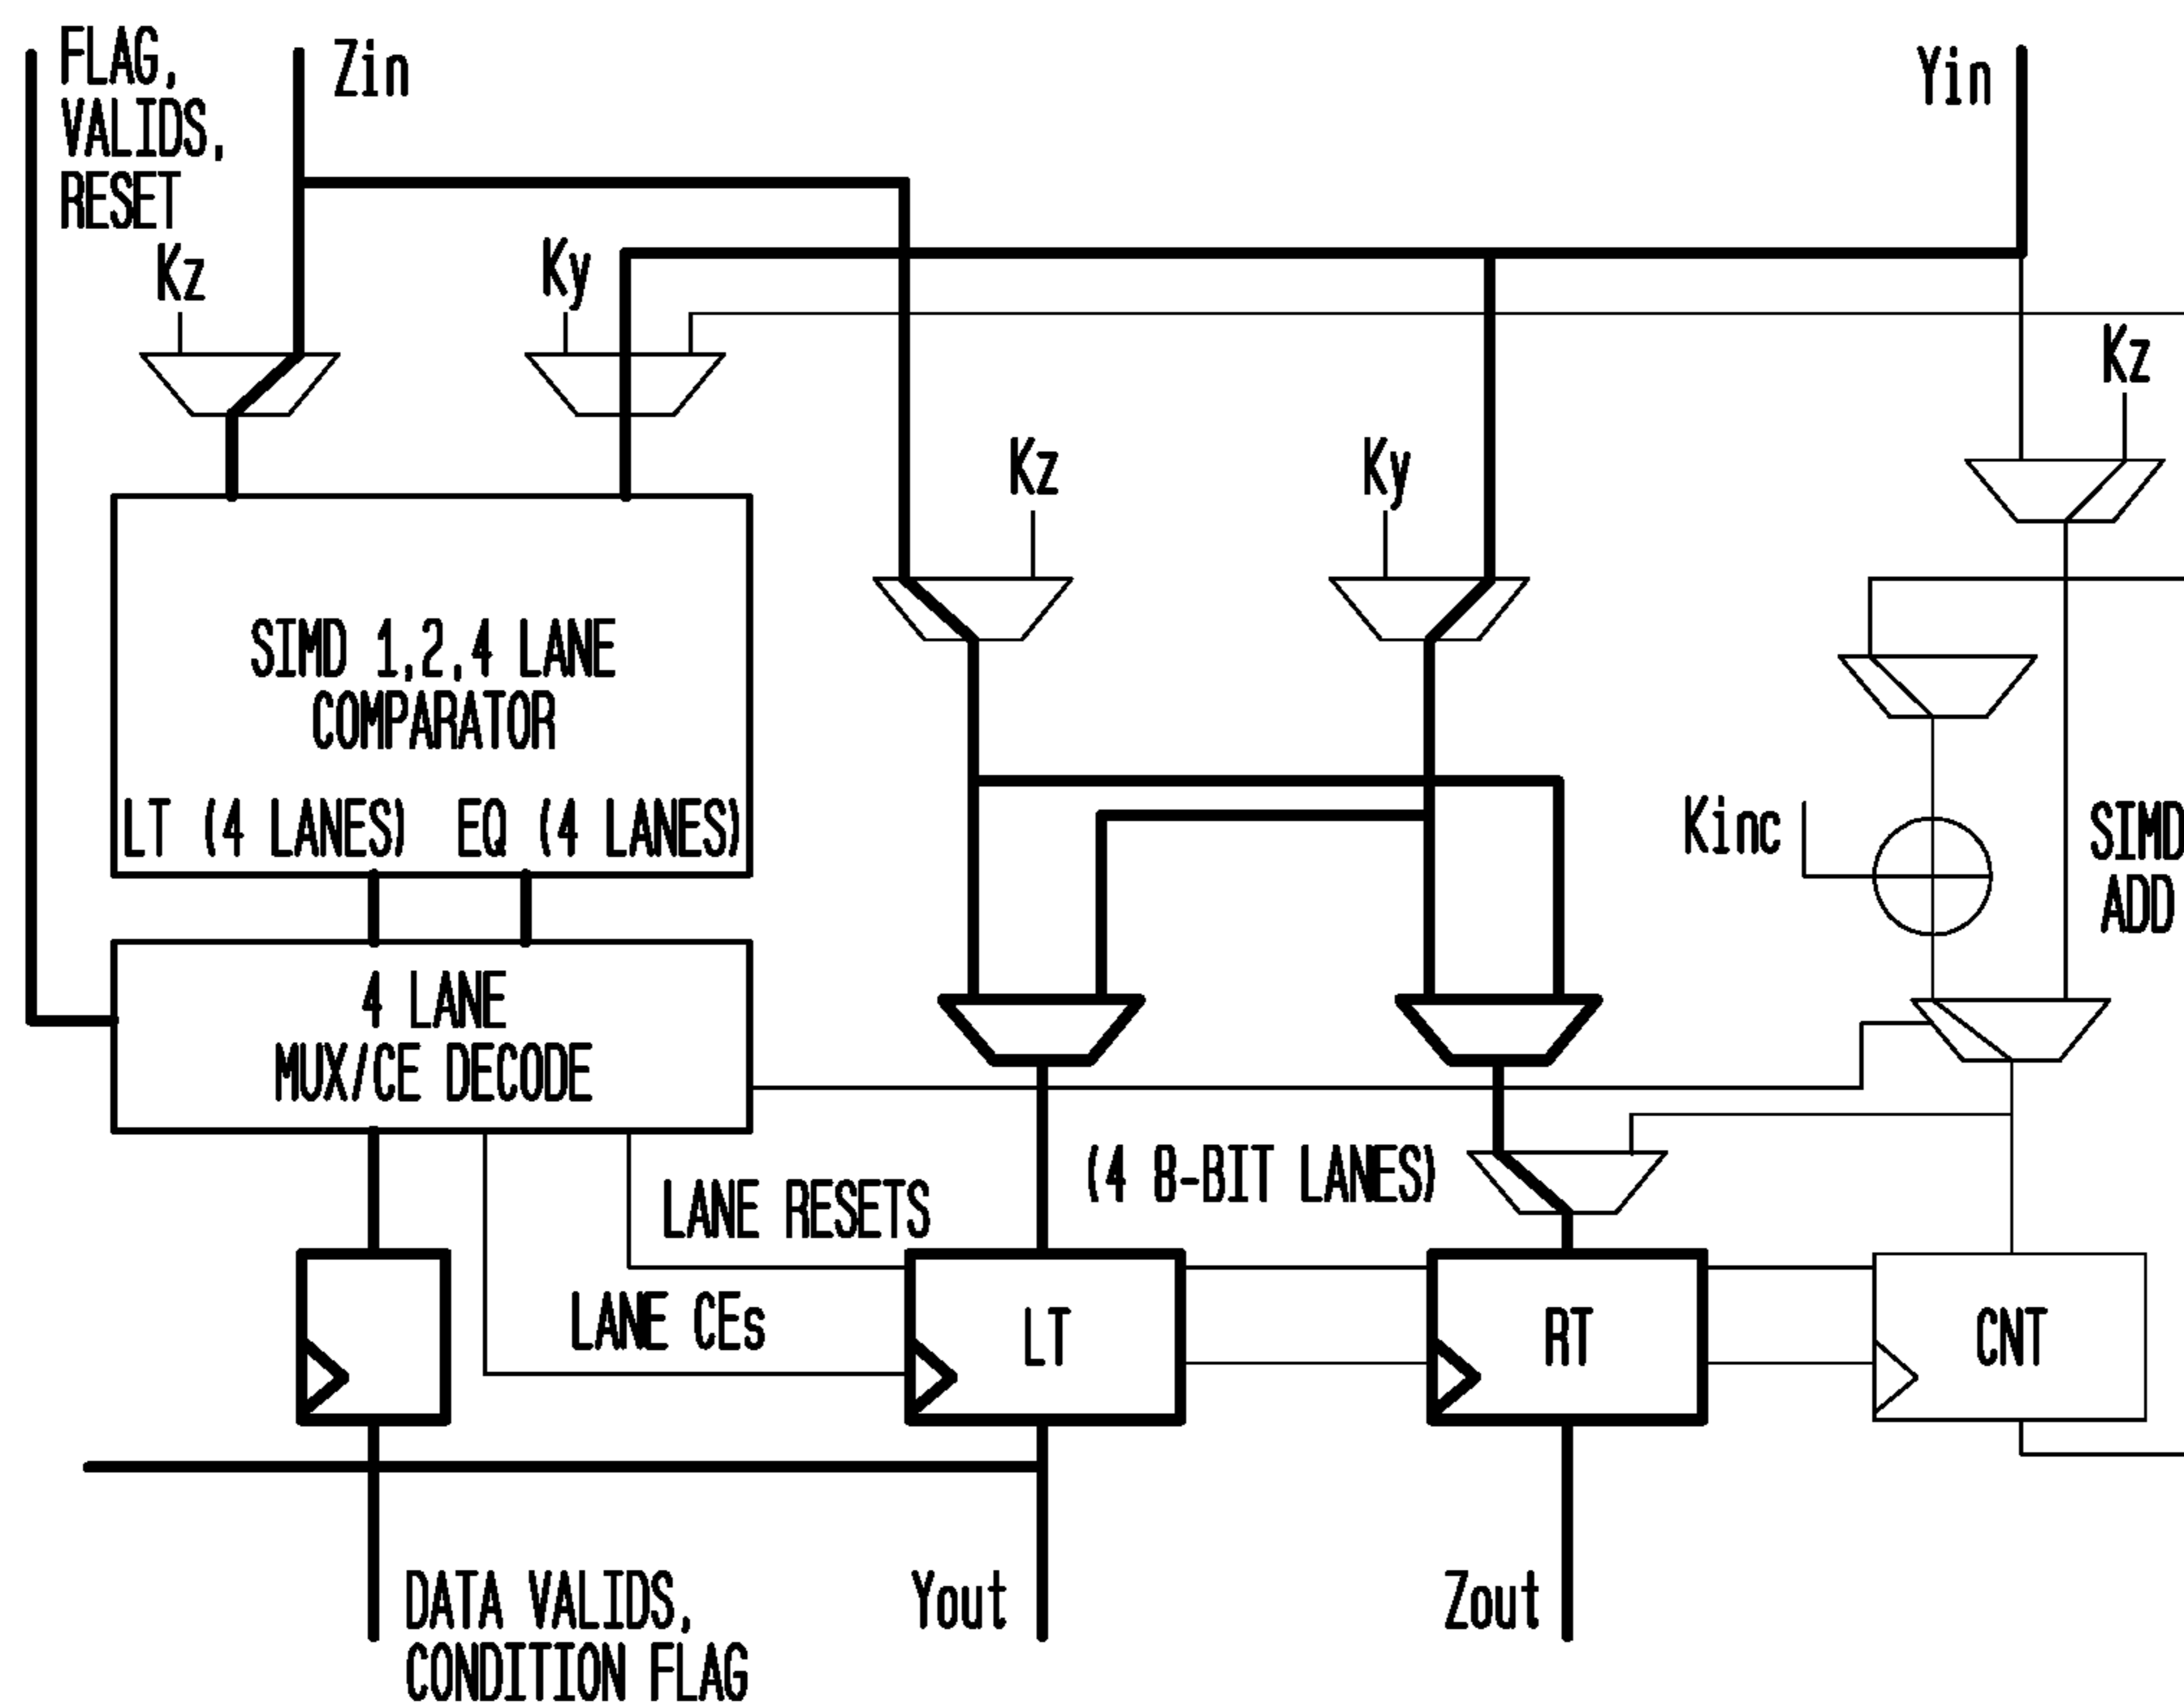 FLAG,
VALIDS,
RESET
Zin
Yin
Kz
Ky
Kz
Kz
Ky
SIMD 1,2,4 LANE
COMPARATOR
LT (4 LANES) EQ (4 LANES)
Kinc
SIMD
ADD
4 LANE
MUX/CE DECODE
(4 8-BIT LANES)
LANE RESETS
LANE CEs
LT
RT
CNT
DATA VALIDS,
CONDITION FLAG
Yout
Zout